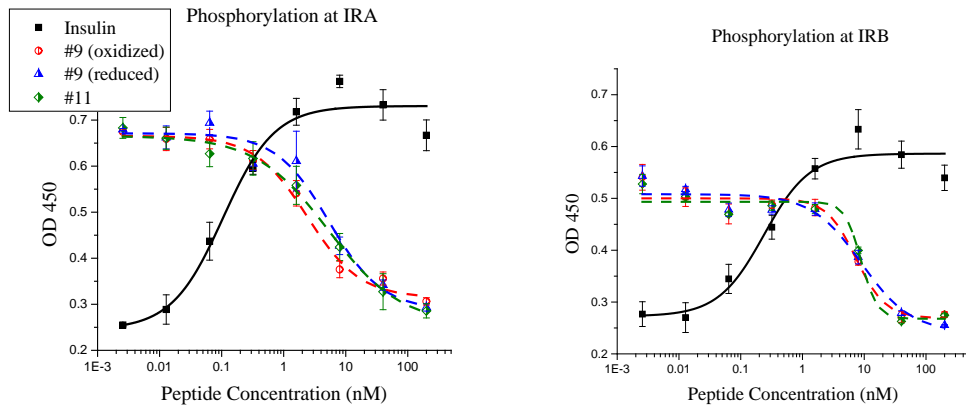 Phosphorylation at IRA
Insulin
#9 (oxidized)
#9 (reduced)
#11
0.7
0.6
0.5
0.4
0.3
0.2
OD 450
1E-3 0.01 0.1 1 10 100
Peptide Concentration (nM)
Phosphorylation at IRB
0.7
0.6
0.5
0.4
0.3
0.2
OD 450
1E-3 0.01 0.1 1 10 100
Peptide Concentration (nM)